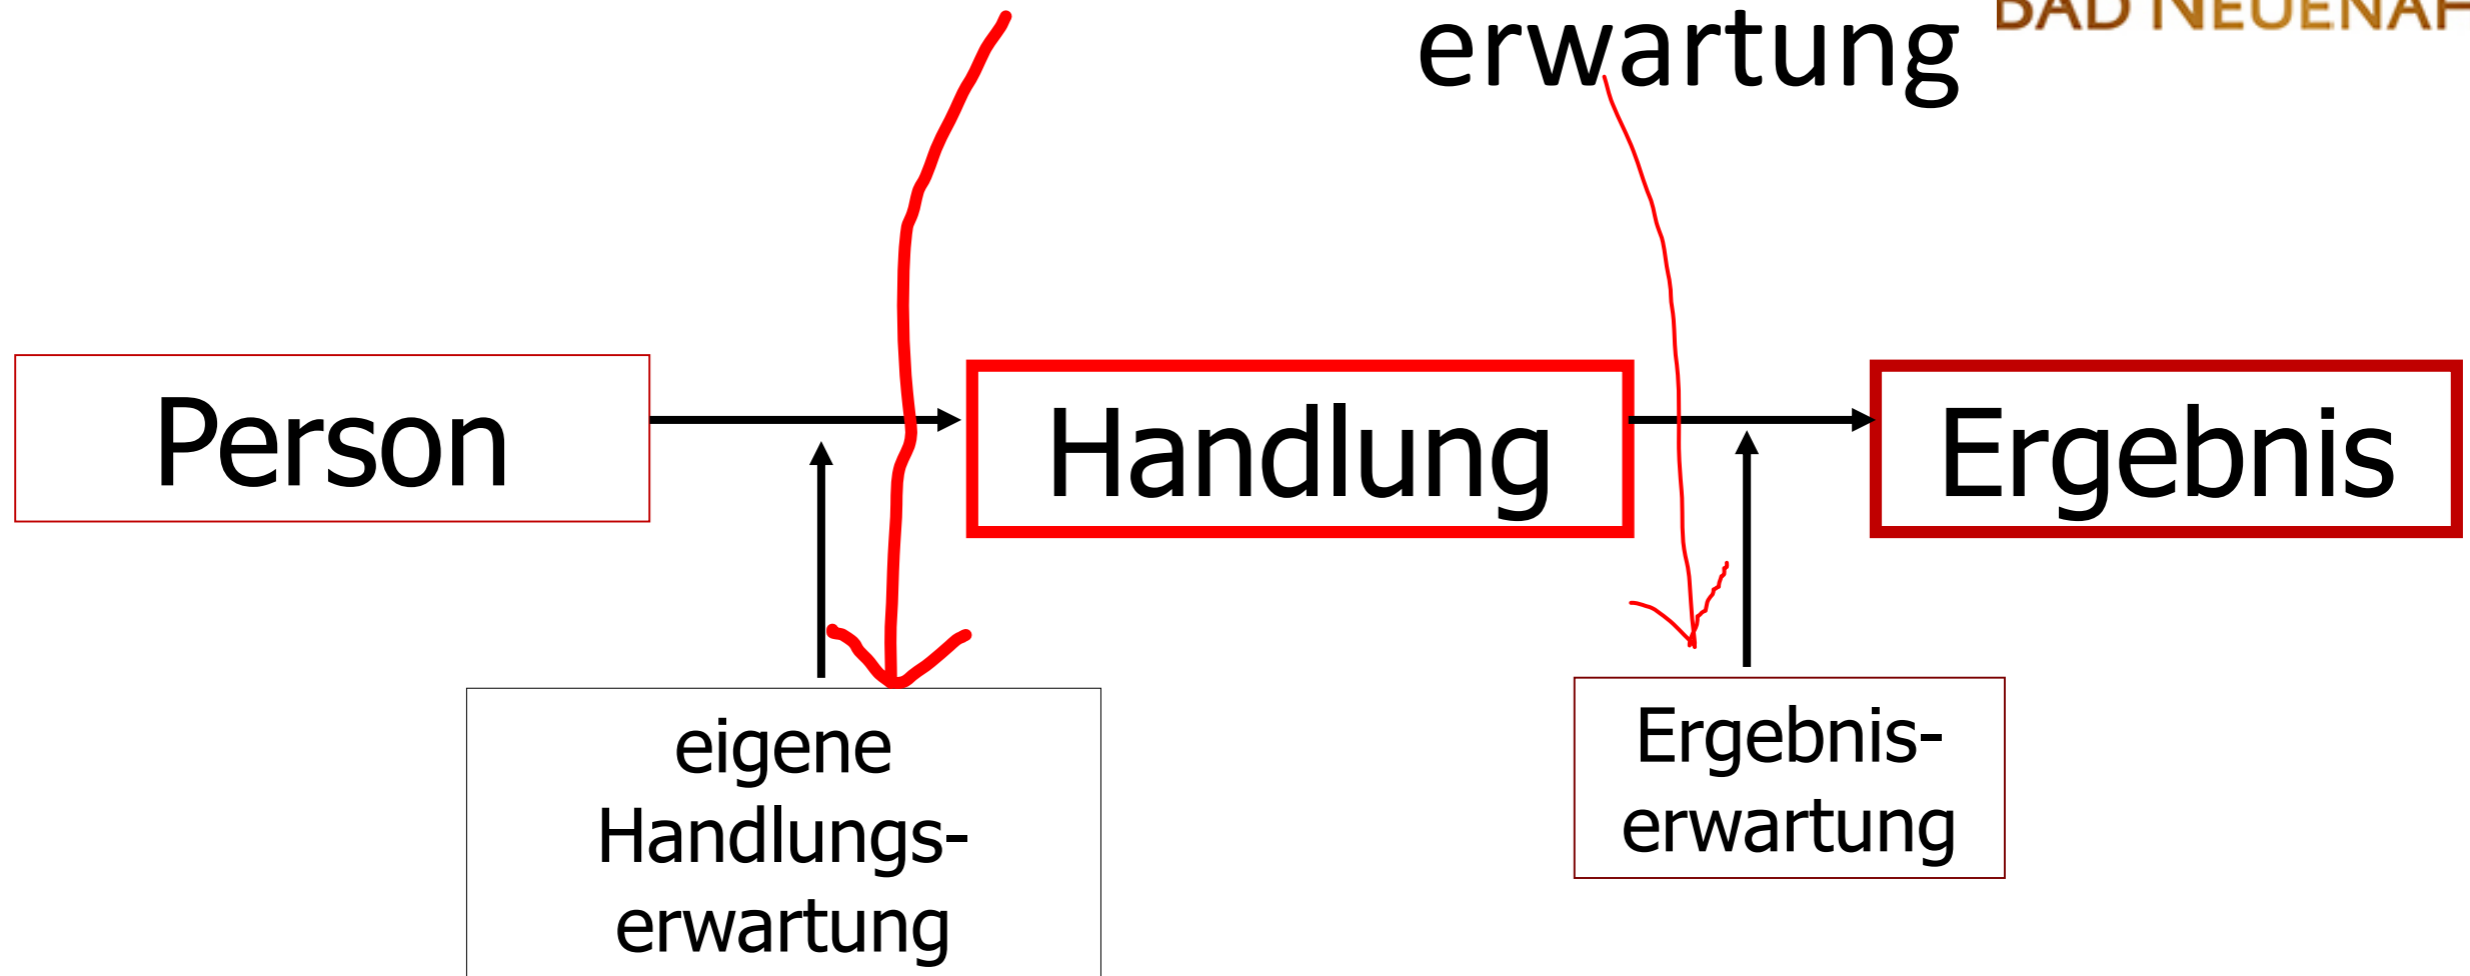 erwartung
BAD NEUENAH
Person
Handlung
Ergebnis
eigene
Handlungs-
erwartung
Ergebnis-
erwartung